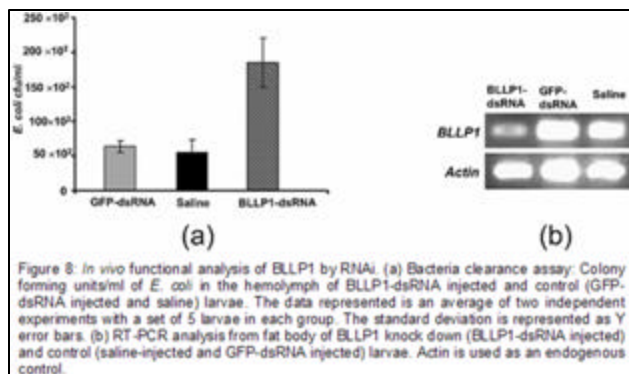 250 ×10³
200 ×10³
150 ×10²
100×10³
50 ×10³
0
E. coli cfu/ml
GFP-dsRNA Saline BLLP1-dsRNA
(a)
BLLP1-dsRNA GFP-dsRNA Saline
BLLP1
Actin
(b)
Figure 8: In vivo functional analysis of BLLP1 by RNAi. (a) Bacteria clearance assay: Colony
forming units/ml of E. coli in the hemolymph of BLLP1-dsRNA injected and control (GFP-
dsRNA injected and saline) larvae. The data represented is an average of two independent
experiments with a set of 5 larvae in each group. The standard deviation is represented as Y
error bars. (b) RT-PCR analysis from fat body of BLLP1 knock down (BLLP1-dsRNA injected)
and control (saline-injected and GFP-dsRNA injected) larvae. Actin is used as an endogenous
control.